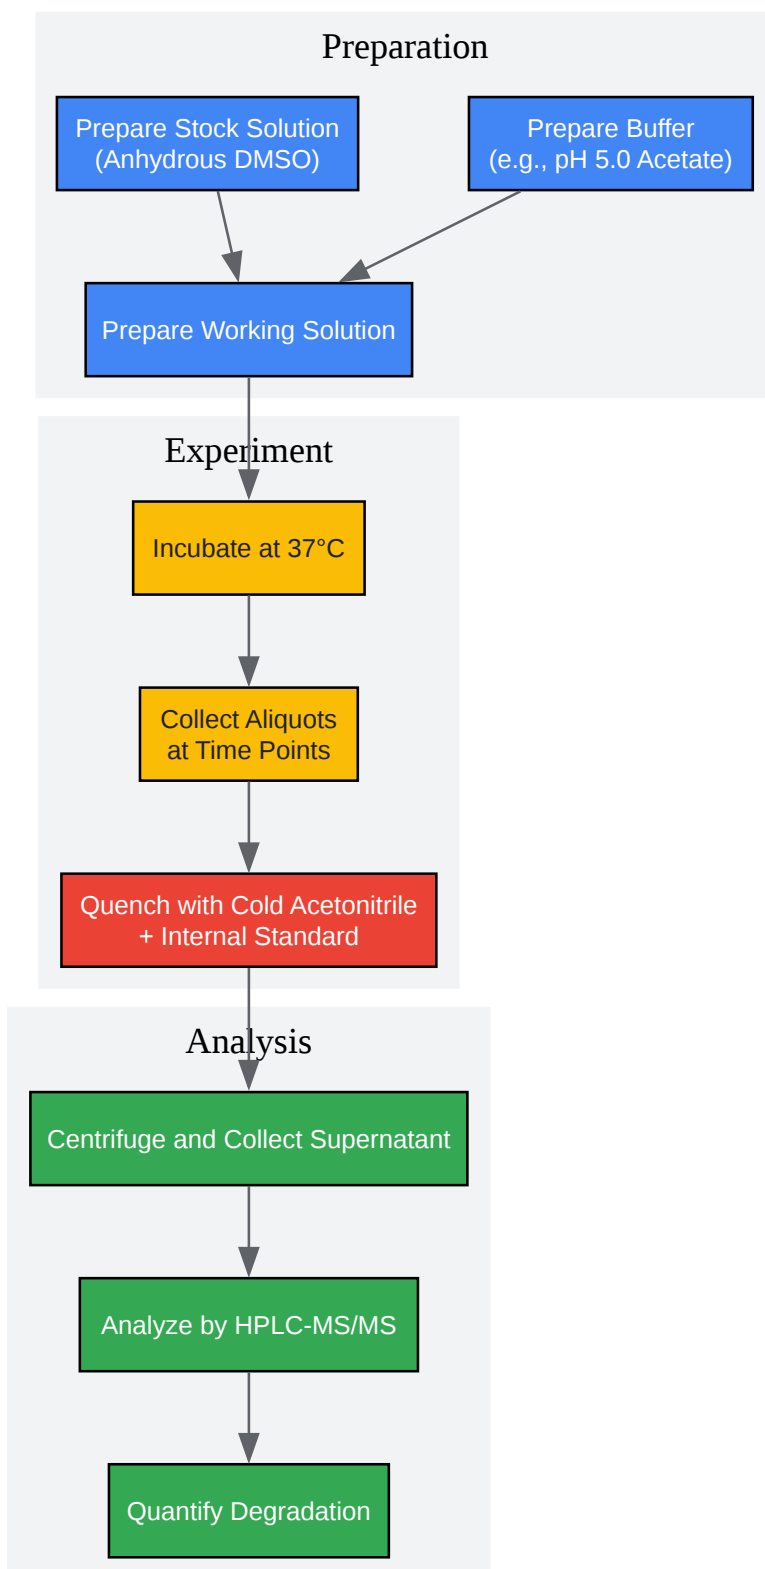 Preparation
Prepare Stock Solution
(Anhydrous DMSO)
Prepare Buffer
(e.g., pH 5.0 Acetate)
Prepare Working Solution
Experiment
Incubate at 37°C
Collect Aliquots
at Time Points
Quench with Cold Acetonitrile
+ Internal Standard
Analysis
Centrifuge and Collect Supernatant
Analyze by HPLC-MS/MS
Quantify Degradation